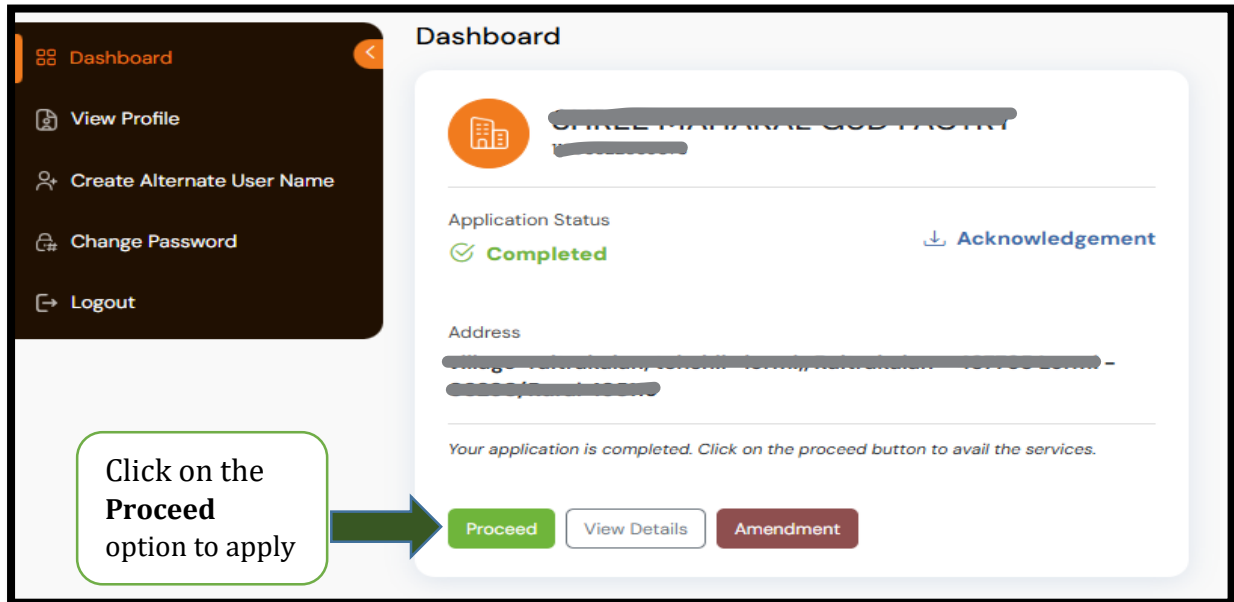 Dashboard
View Profile
Create Alternate User Name
Change Password
Logout
Dashboard
Application Status
Completed
Acknowledgement
Address
Your application is completed. Click on the proceed button to avail the services.
Click on the
Proceed
option to apply
Proceed
View Details
Amendment